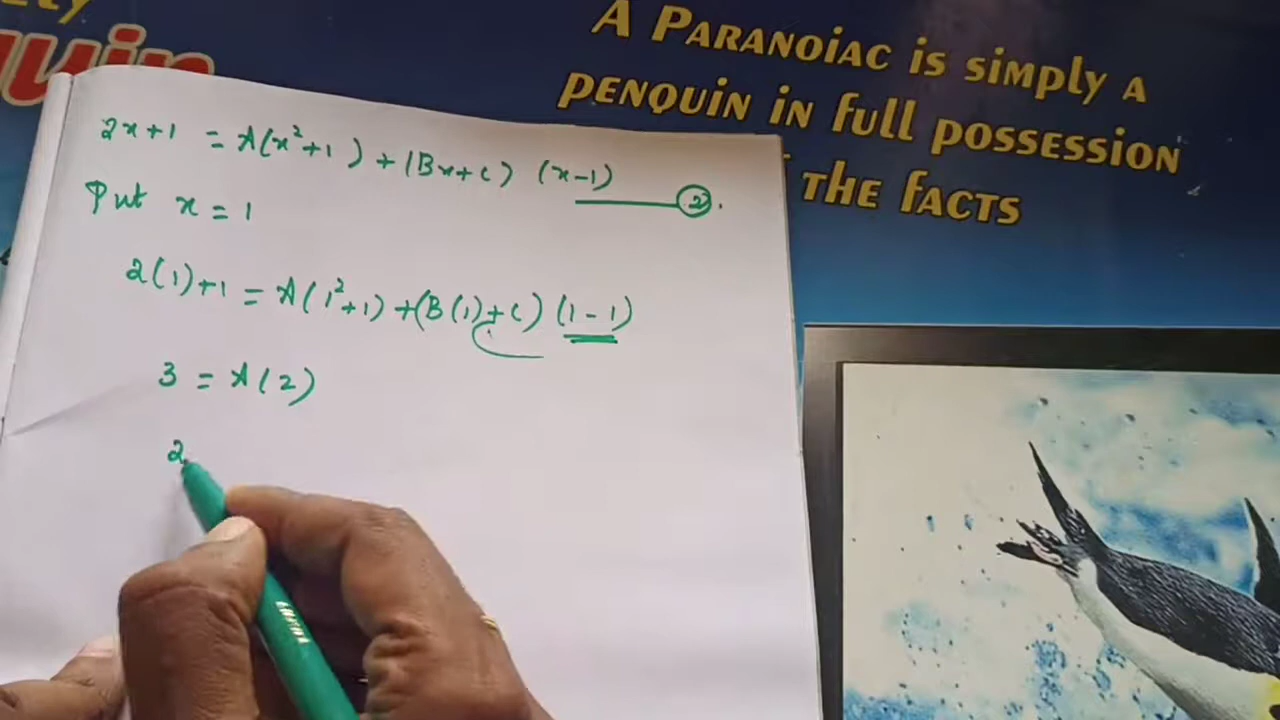 A PARANOIAC is simply A
PENQUIN IN full POSSESSION
THE FACTS
2x+1 = A(x²+1) + (Bx+C) (x-1)
②.
Put x = 1
2(1)+1 = A(1²+1) + (B(1)+C) (1-1)
3 = A(2)
2